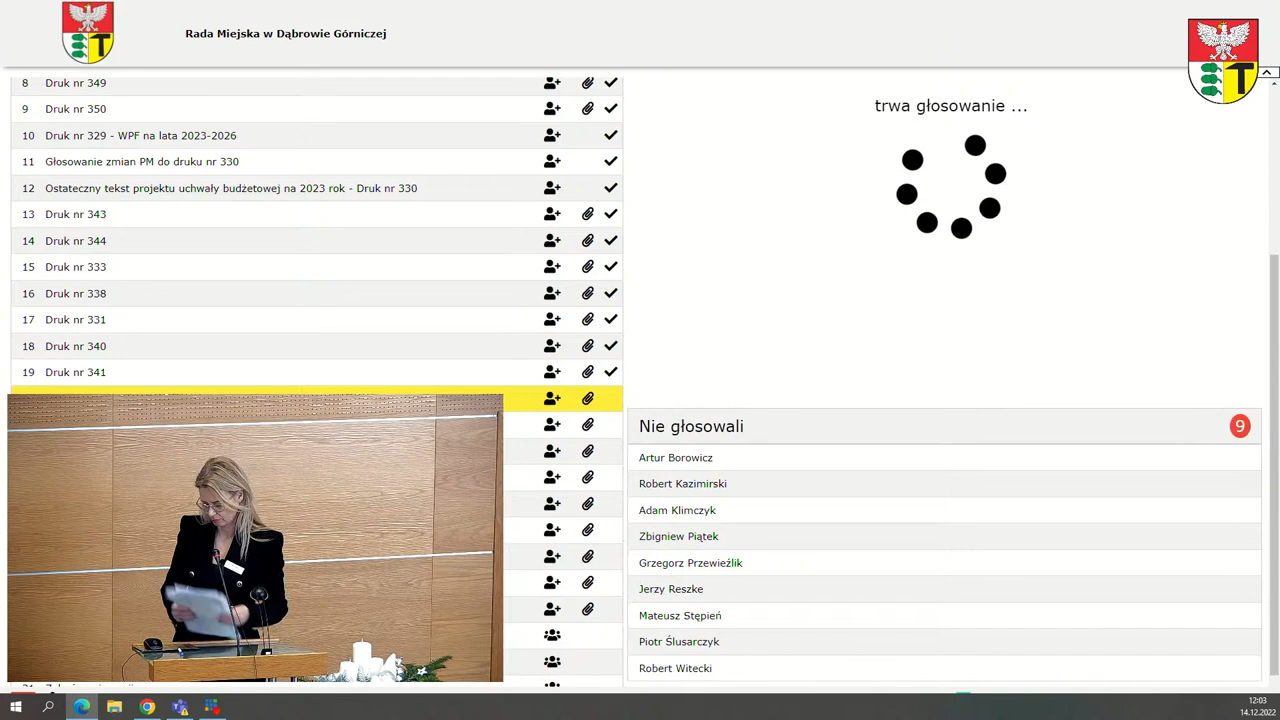 Rada Miejska w Dąbrowie Górniczej
8 Druk nr 349
9 Druk nr 350
10 Druk nr 329 - WPF na lata 2023-2026
11 Głosowanie zmian PM do druku nr 330
12 Ostateczny tekst projektu uchwały budżetowej na 2023 rok - Druk nr 330
13 Druk nr 343
14 Druk nr 344
15 Druk nr 333
16 Druk nr 338
17 Druk nr 331
18 Druk nr 340
19 Druk nr 341
trwa głosowanie ...
Nie głosowali 9
Artur Borowicz
Robert Kazimirski
Adam Klimczyk
Zbigniew Piątek
Grzegorz Przewieźlik
Jerzy Reszke
Mateusz Stępień
Piotr Ślusarczyk
Robert Witecki
12:03
14.12.2022